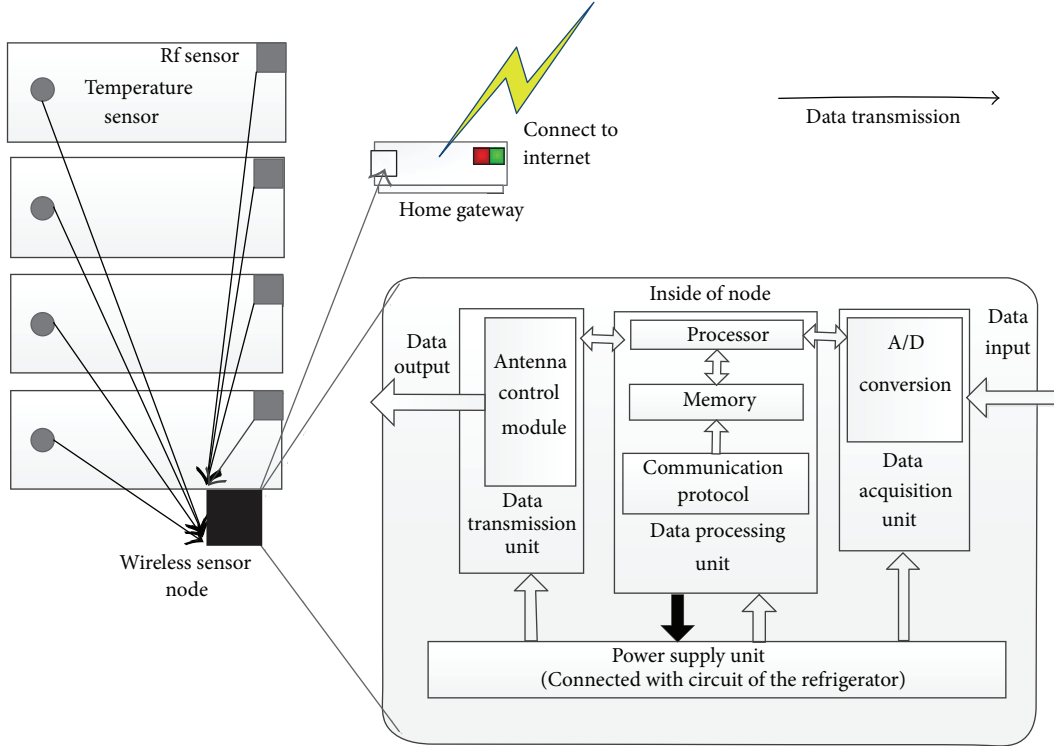 Rf sensor
Temperature
sensor
Connect to
internet
Home gateway
Data transmission
Wireless sensor
node
Inside of node
Data
output
Antenna
control
module
Data
transmission
unit
Processor
Memory
Communication
protocol
Data processing
unit
A/D
conversion
Data
acquisition
unit
Data
input
Power supply unit
(Connected with circuit of the refrigerator)